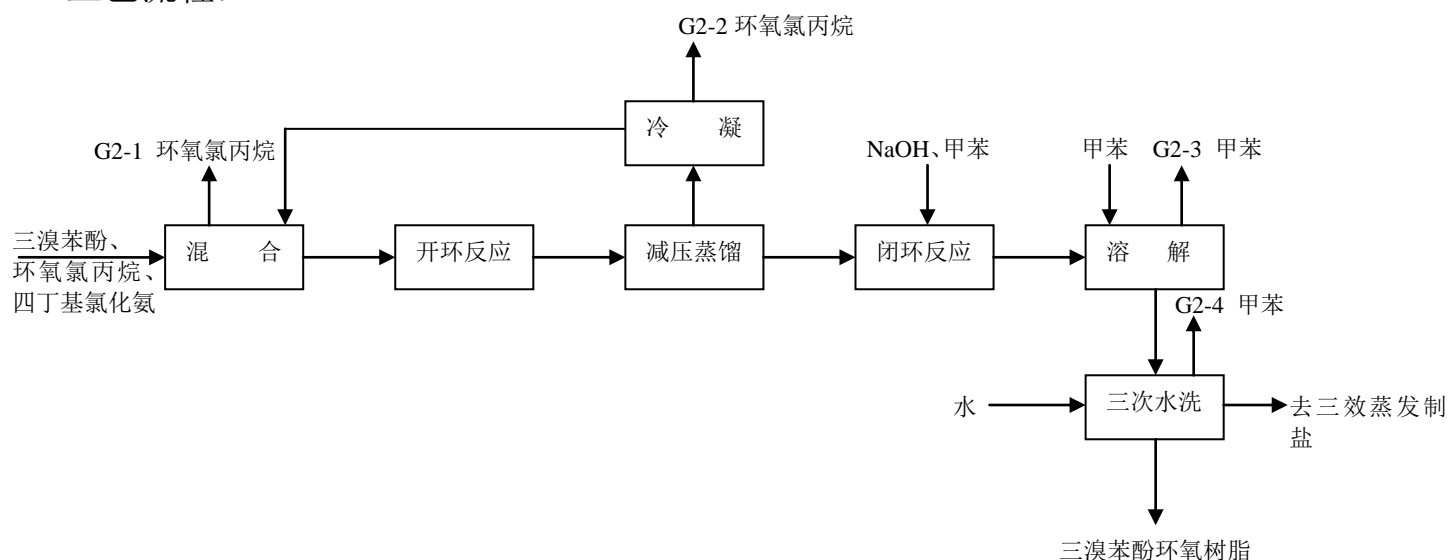 G2-2 环氧氯丙烷
冷 凝
G2-1 环氧氯丙烷
NaOH、甲苯
甲苯
G2-3 甲苯
三溴苯酚、
环氧氯丙烷、
四丁基氯化氨
混 合
开环反应
减压蒸馏
闭环反应
溶 解
G2-4 甲苯
水
三次水洗
去三效蒸发制
盐
三溴苯酚环氧树脂